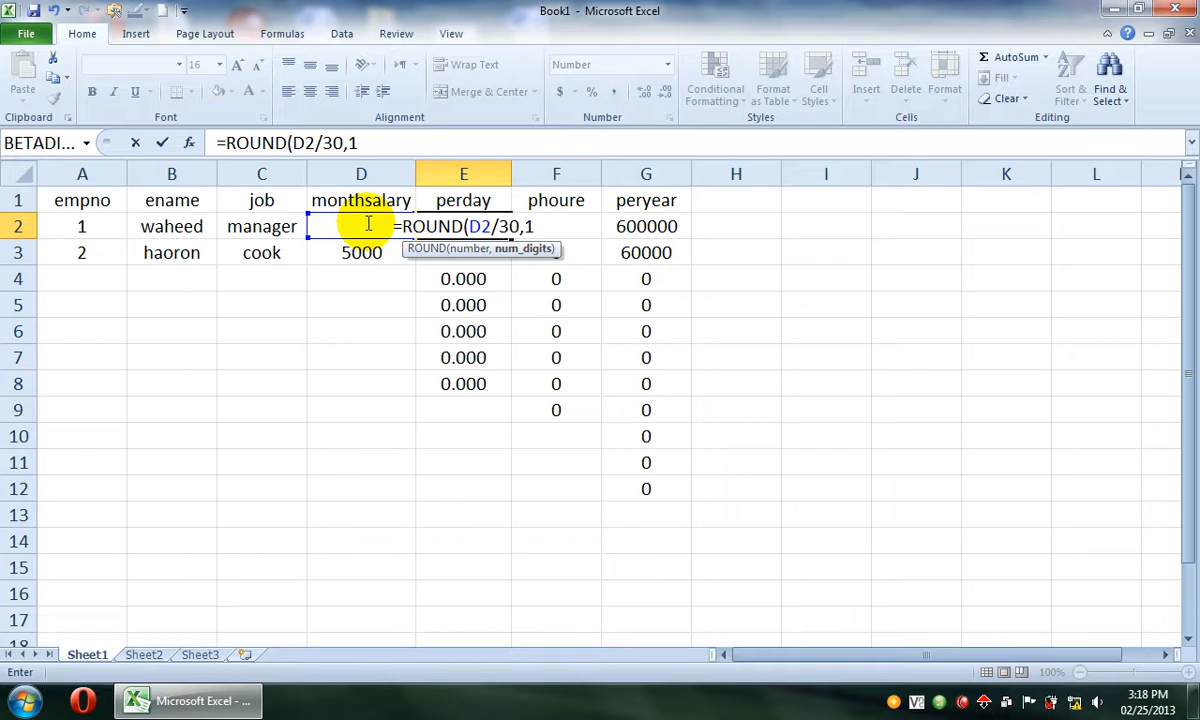 Book1 - Microsoft Excel
File Home Insert Page Layout Formulas Data Review View
16 Wrap Text Number AutoSum
Paste Merge & Center Conditional Formatting Format as Table Cell Styles Insert Delete Format Fill Sort & Filter Find & Select
B I U A $ % , Clear
Clipboard Font Alignment Number Styles Cells Editing
BETADI... fx =ROUND(D2/30,1
A B C D E F G H I J K L
1 empno ename job monthsalary perday phoure peryear
2 1 waheed manager =ROUND(D2/30,1 600000
ROUND(number, num_digits)
3 2 haoron cook 5000 60000
4 0.000 0 0
5 0.000 0 0
6 0.000 0 0
7 0.000 0 0
8 0.000 0 0
9 0 0
10 0
11 0
12 0
13
14
15
16
17
18
Sheet1 Sheet2 Sheet3
Enter 100%
Microsoft Excel - ... 3:18 PM
02/25/2013